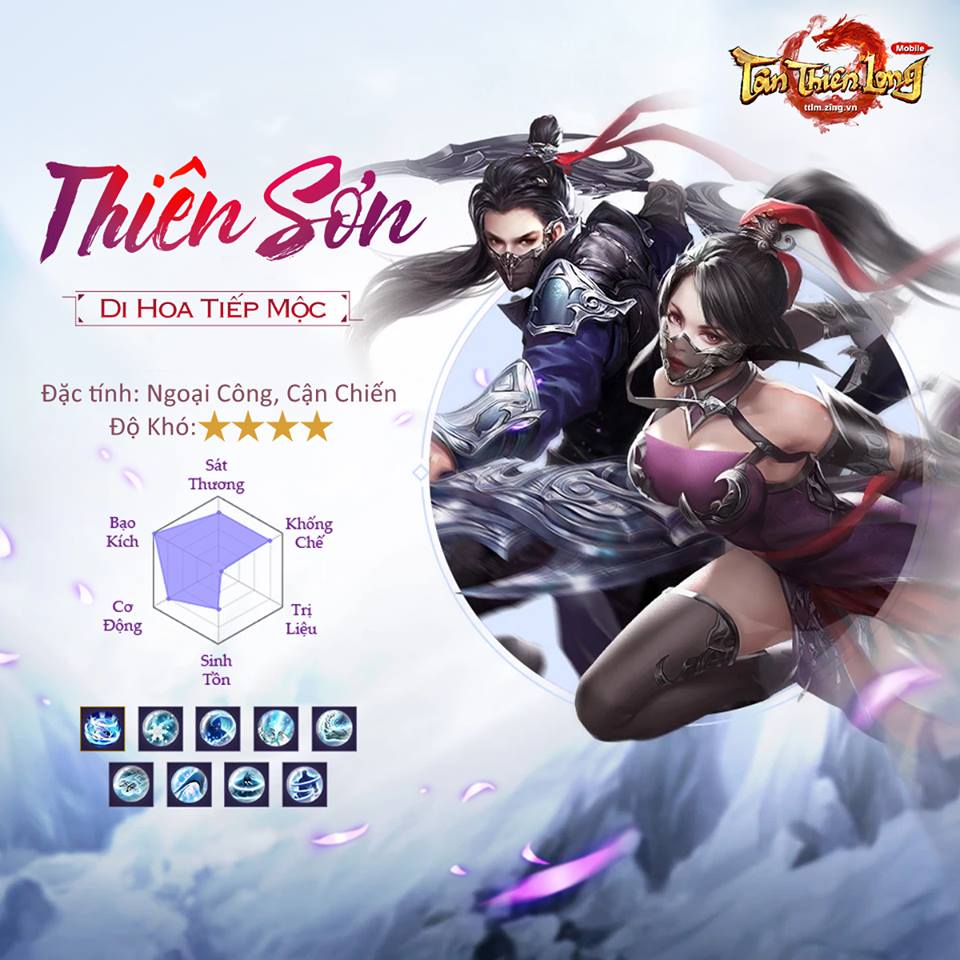 Mobile
Tân Thiên Long
ttlm.zing.vn
Thiên Sơn
Di Hoa Tiếp Mộc
Đặc tính: Ngoại Công, Cận Chiến
Độ Khó:
Sát
Thương
Bạo
Kích
Khống
Chế
Cơ
Động
Trị
Liệu
Sinh
Tồn